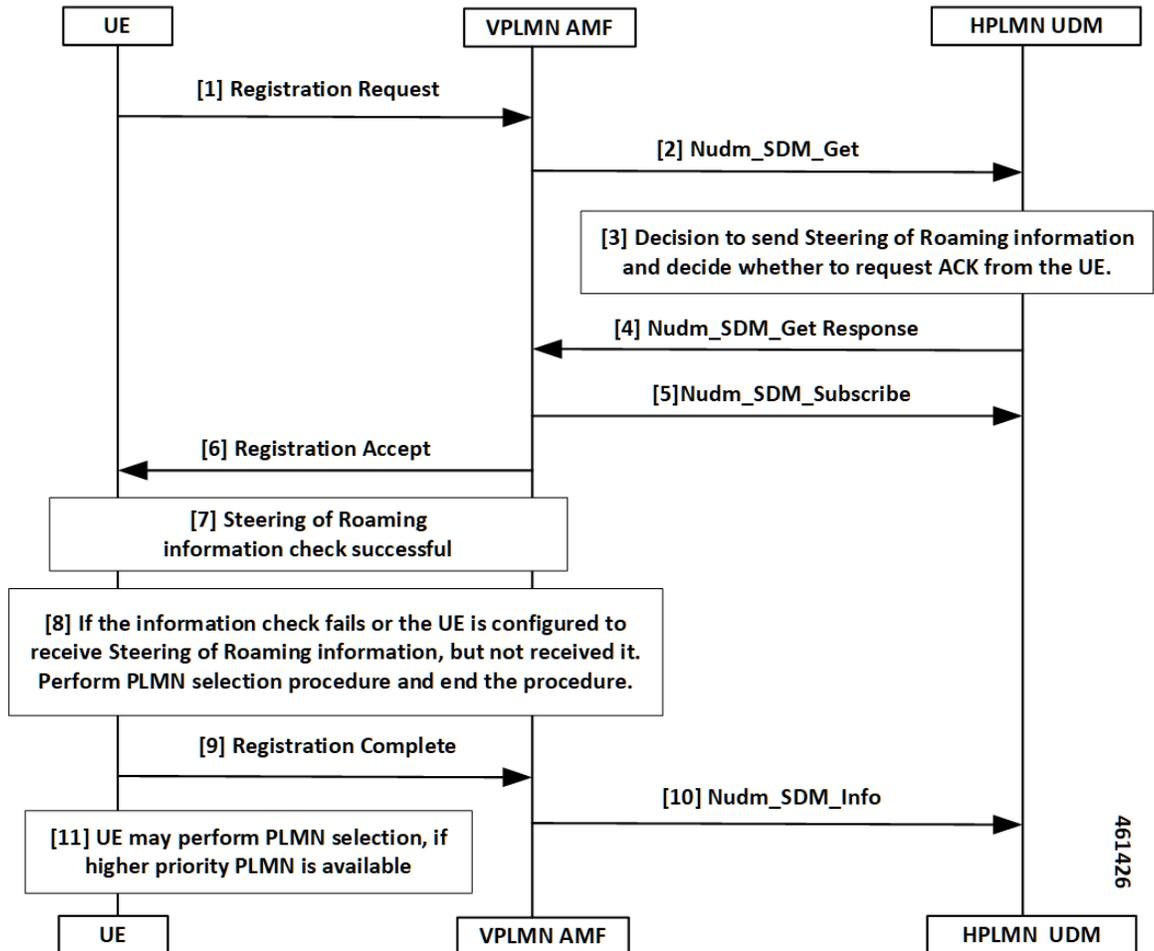 UE
VPLMN AMF
HPLMN UDM
[1] Registration Request
[2] Nudm_SDM_Get
[3] Decision to send Steering of Roaming information
and decide whether to request ACK from the UE.
[4] Nudm_SDM_Get Response
[5]Nudm_SDM_Subscribe
[6] Registration Accept
[7] Steering of Roaming
information check successful
[8] If the information check fails or the UE is configured to
receive Steering of Roaming information, but not received it.
Perform PLMN selection procedure and end the procedure.
[9] Registration Complete
[10] Nudm_SDM_Info
[11] UE may perform PLMN selection, if
higher priority PLMN is available
461426
UE
VPLMN AMF
HPLMN UDM